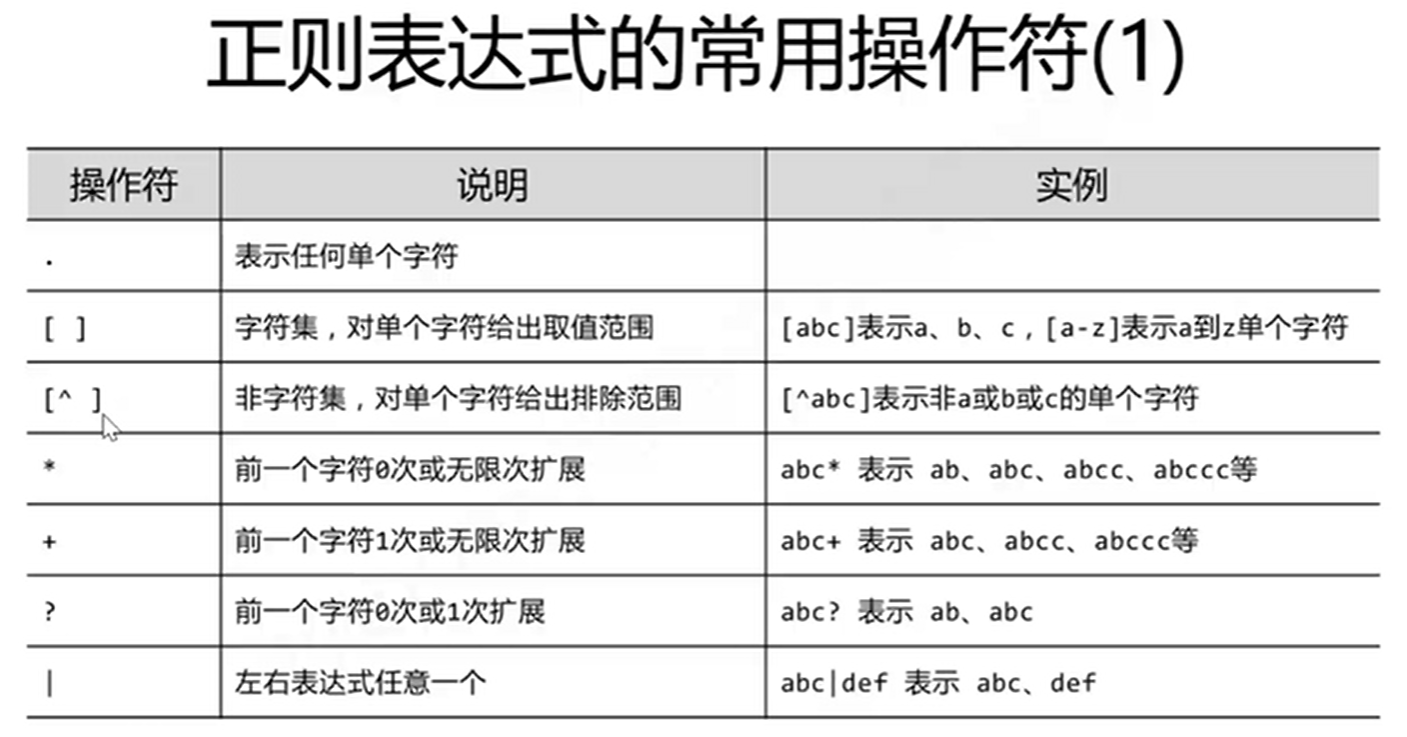 正则表达式的常用操作符(1)
操作符 说明 实例
. 表示任何单个字符
[ ] 字符集，对单个字符给出取值范围 [abc]表示a、b、c，[a-z]表示a到z单个字符
[^ ] 非字符集，对单个字符给出排除范围 [^abc]表示非a或b或c的单个字符
* 前一个字符0次或无限次扩展 abc* 表示 ab、abc、abcc、abccc等
+ 前一个字符1次或无限次扩展 abc+ 表示 abc、abcc、abccc等
? 前一个字符0次或1次扩展 abc? 表示 ab、abc
| 左右表达式任意一个 abc|def 表示 abc、def